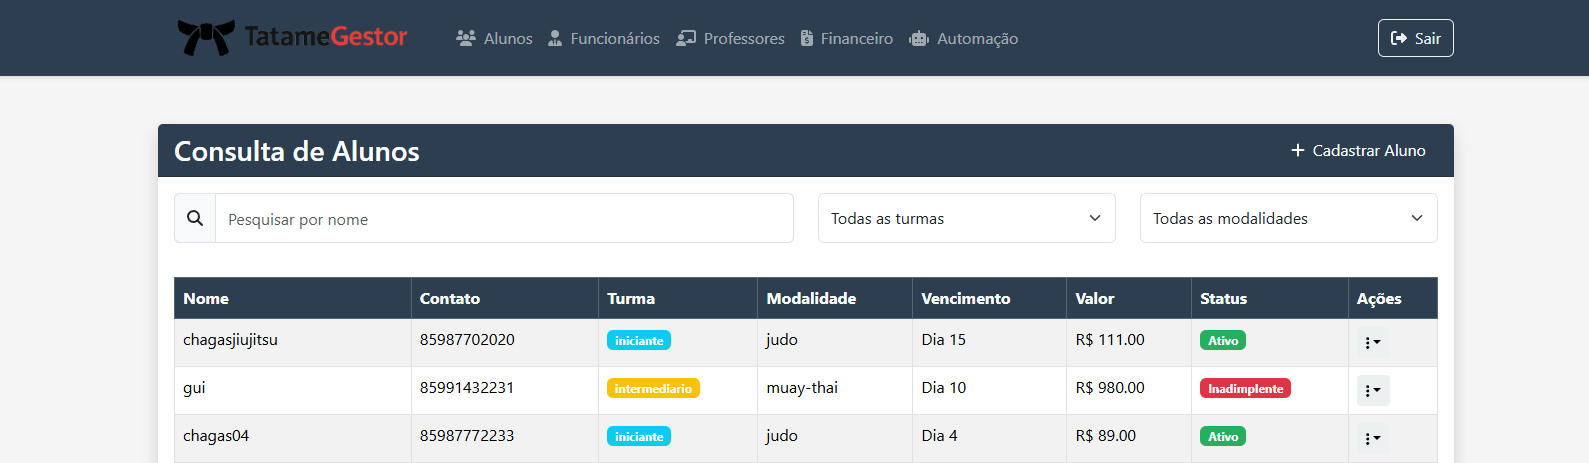 TatameGestor Alunos Funcionários Professores Financeiro Automação Sair
Consulta de Alunos Cadastrar Aluno
Pesquisar por nome Todas as turmas Todas as modalidades
Nome Contato Turma Modalidade Vencimento Valor Status Ações
chagasjiujitsu 85987702020 iniciante judo Dia 15 R$ 111.00 Ativo
gui 85991432231 intermediario muay-thai Dia 10 R$ 980.00 Inadimplente
chagas04 85987772233 iniciante judo Dia 4 R$ 89.00 Ativo